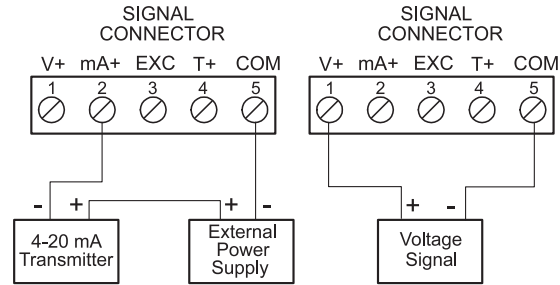 SIGNAL
CONNECTOR
V+ mA+ EXC T+ COM
1 2 3 4 5
- + + -
4-20 mA
Transmitter
External
Power
Supply
SIGNAL
CONNECTOR
V+ mA+ EXC T+ COM
1 2 3 4 5
+ -
Voltage
Signal